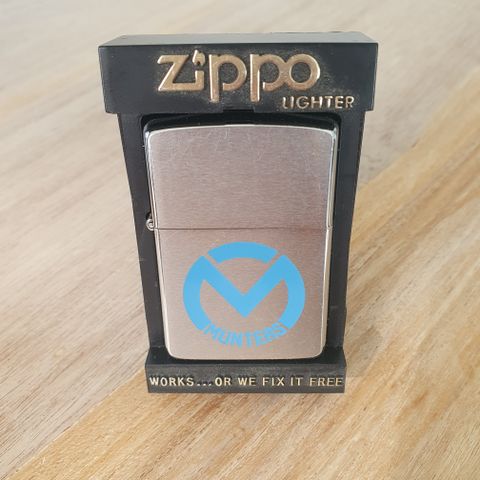 Zippo
LIGHTER
MUNTERS
WORKS...OR WE FIX IT FREE